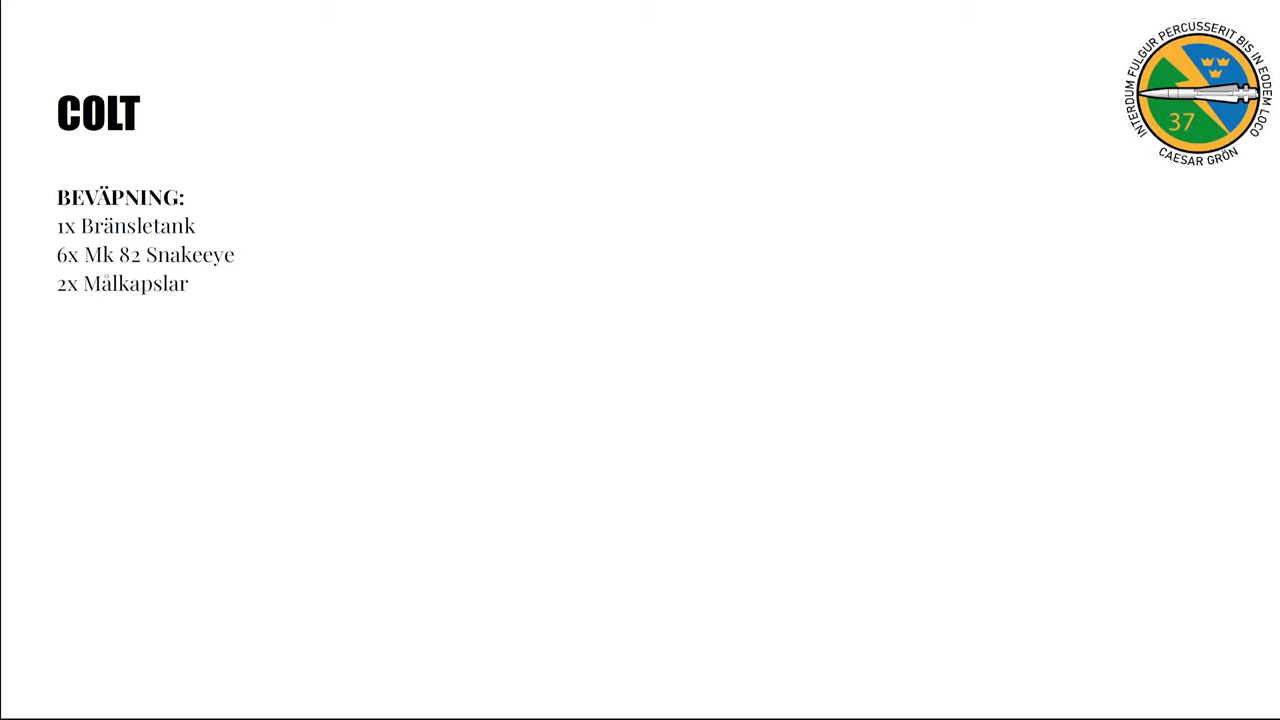 INTERDUM FULGUR PERCUSSERIT BIS IN EODEM LOCO
37
CAESAR GRÖN
COLT
BEVÄPNING:
1x Bränsletank
6x Mk 82 Snakeeye
2x Målkapslar